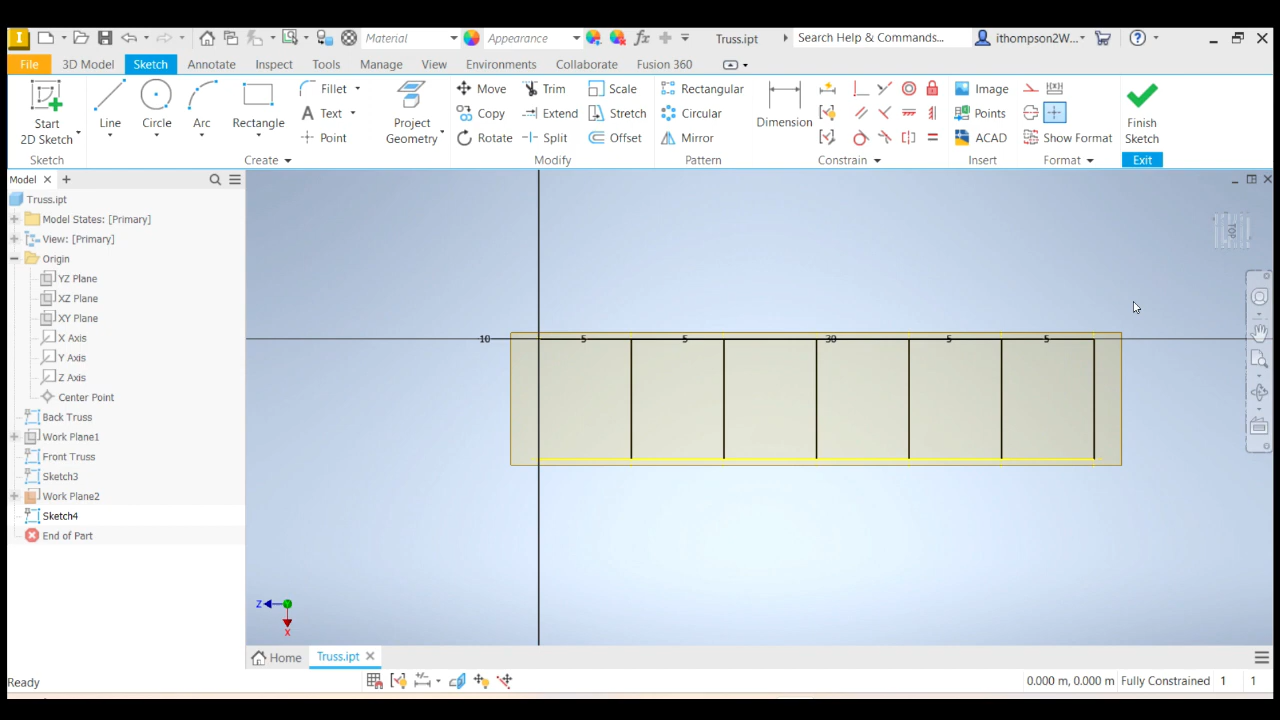 Material
Appearance
fx
Truss.ipt
Search Help & Commands...
ithompson2W...
File
3D Model
Sketch
Annotate
Inspect
Tools
Manage
View
Environments
Collaborate
Fusion 360
Start
2D Sketch
Line
Circle
Arc
Rectangle
Fillet
Text
Point
Project
Geometry
Move
Copy
Rotate
Trim
Extend
Split
Scale
Stretch
Offset
Rectangular
Circular
Mirror
Dimension
Image
Points
ACAD
Show Format
Finish
Sketch
Sketch
Create
Modify
Pattern
Constrain
Insert
Format
Exit
Model
Truss.ipt
Model States: [Primary]
View: [Primary]
Origin
YZ Plane
XZ Plane
XY Plane
X Axis
Y Axis
Z Axis
Center Point
Back Truss
Work Plane1
Front Truss
Sketch3
Work Plane2
Sketch4
End of Part
TOP
10 5 5 30 5 5
Z
X
Home
Truss.ipt
Ready
0.000 m, 0.000 m Fully Constrained 1 1